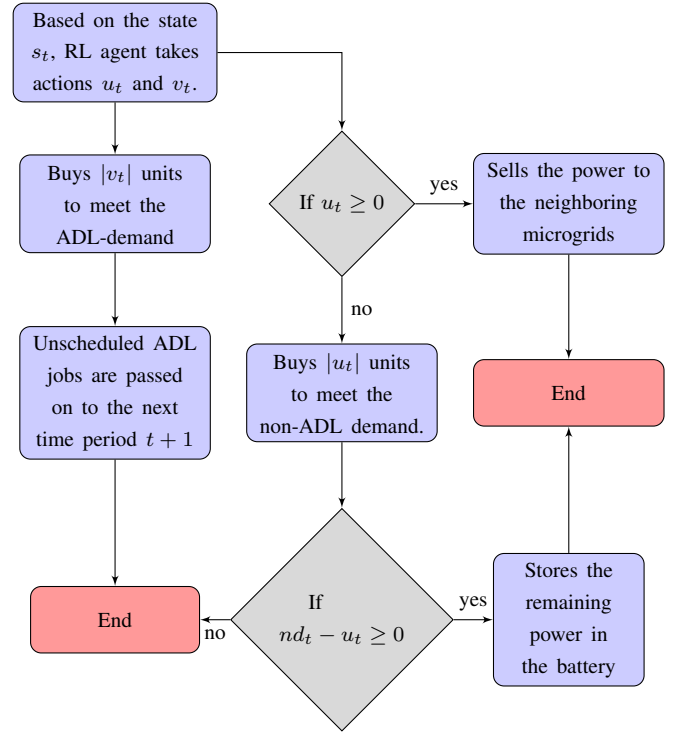 Based on the state
s_t, RL agent takes
actions u_t and v_t.
Buys |v_t| units
to meet the
ADL-demand
If u_t ≥ 0
yes
Sells the power to
the neighboring
microgrids
no
Unscheduled ADL
jobs are passed
on to the next
time period t + 1
Buys |u_t| units
to meet the
non-ADL demand.
End
End
no
If
nd_t − u_t ≥ 0
yes
Stores the
remaining
power in
the battery